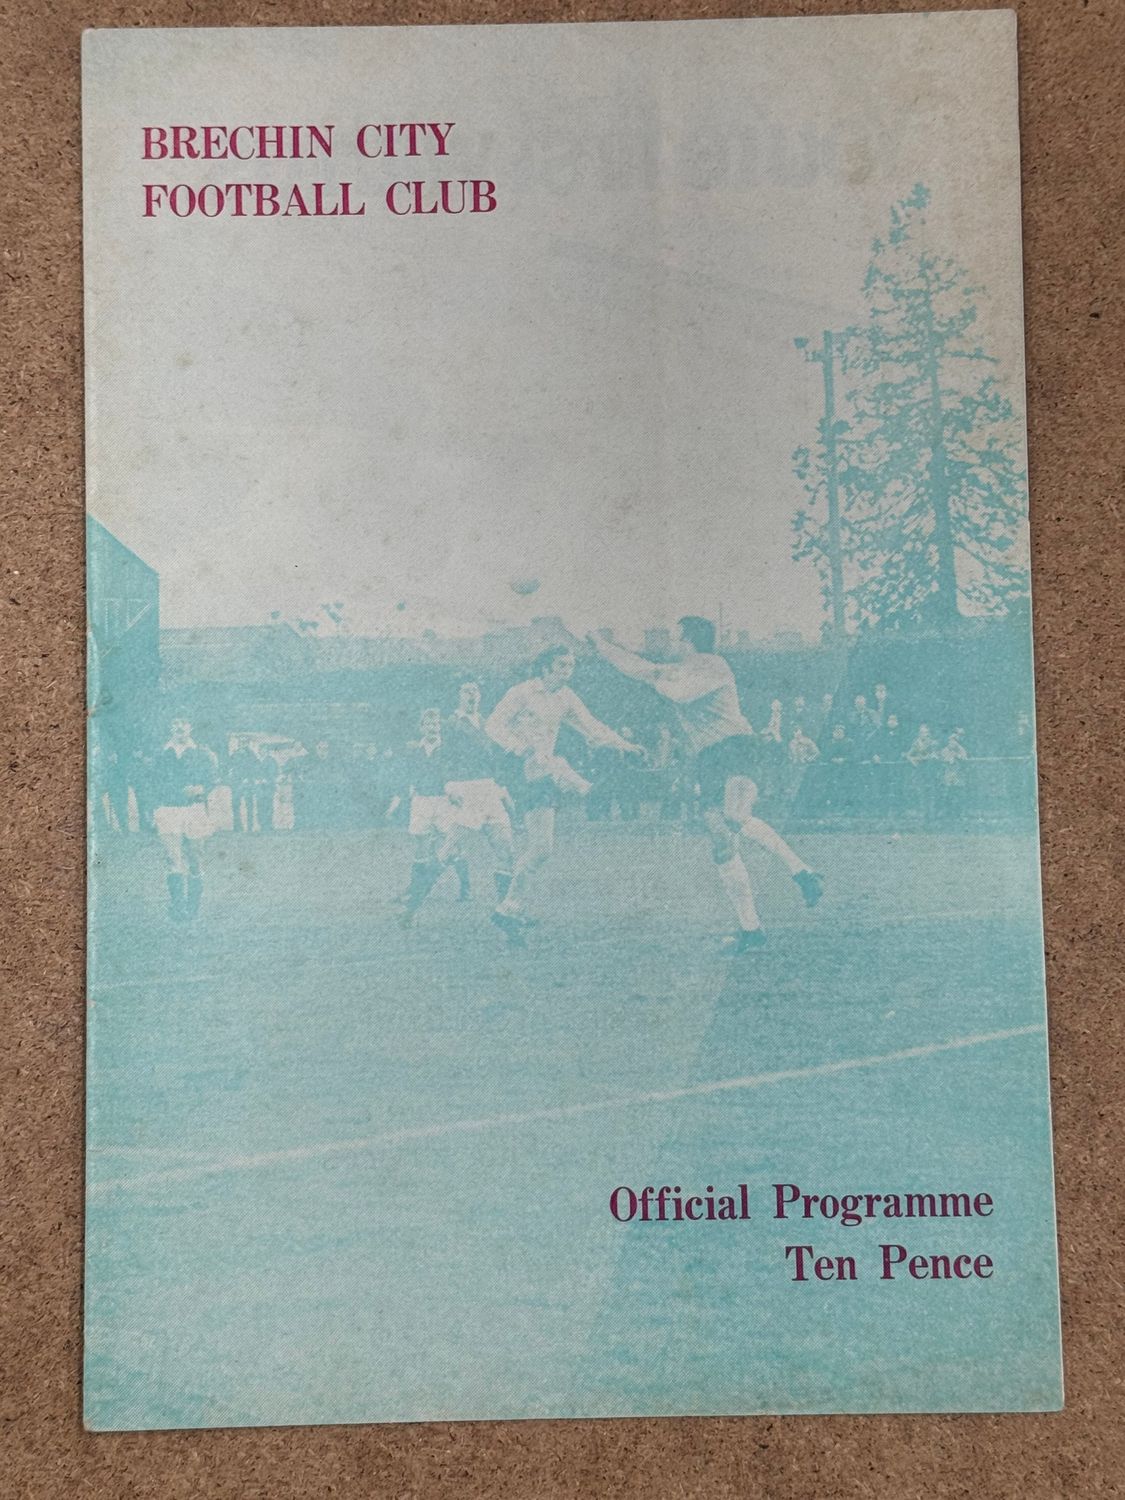 BRECHIN CITY
FOOTBALL CLUB
Official Programme
Ten Pence